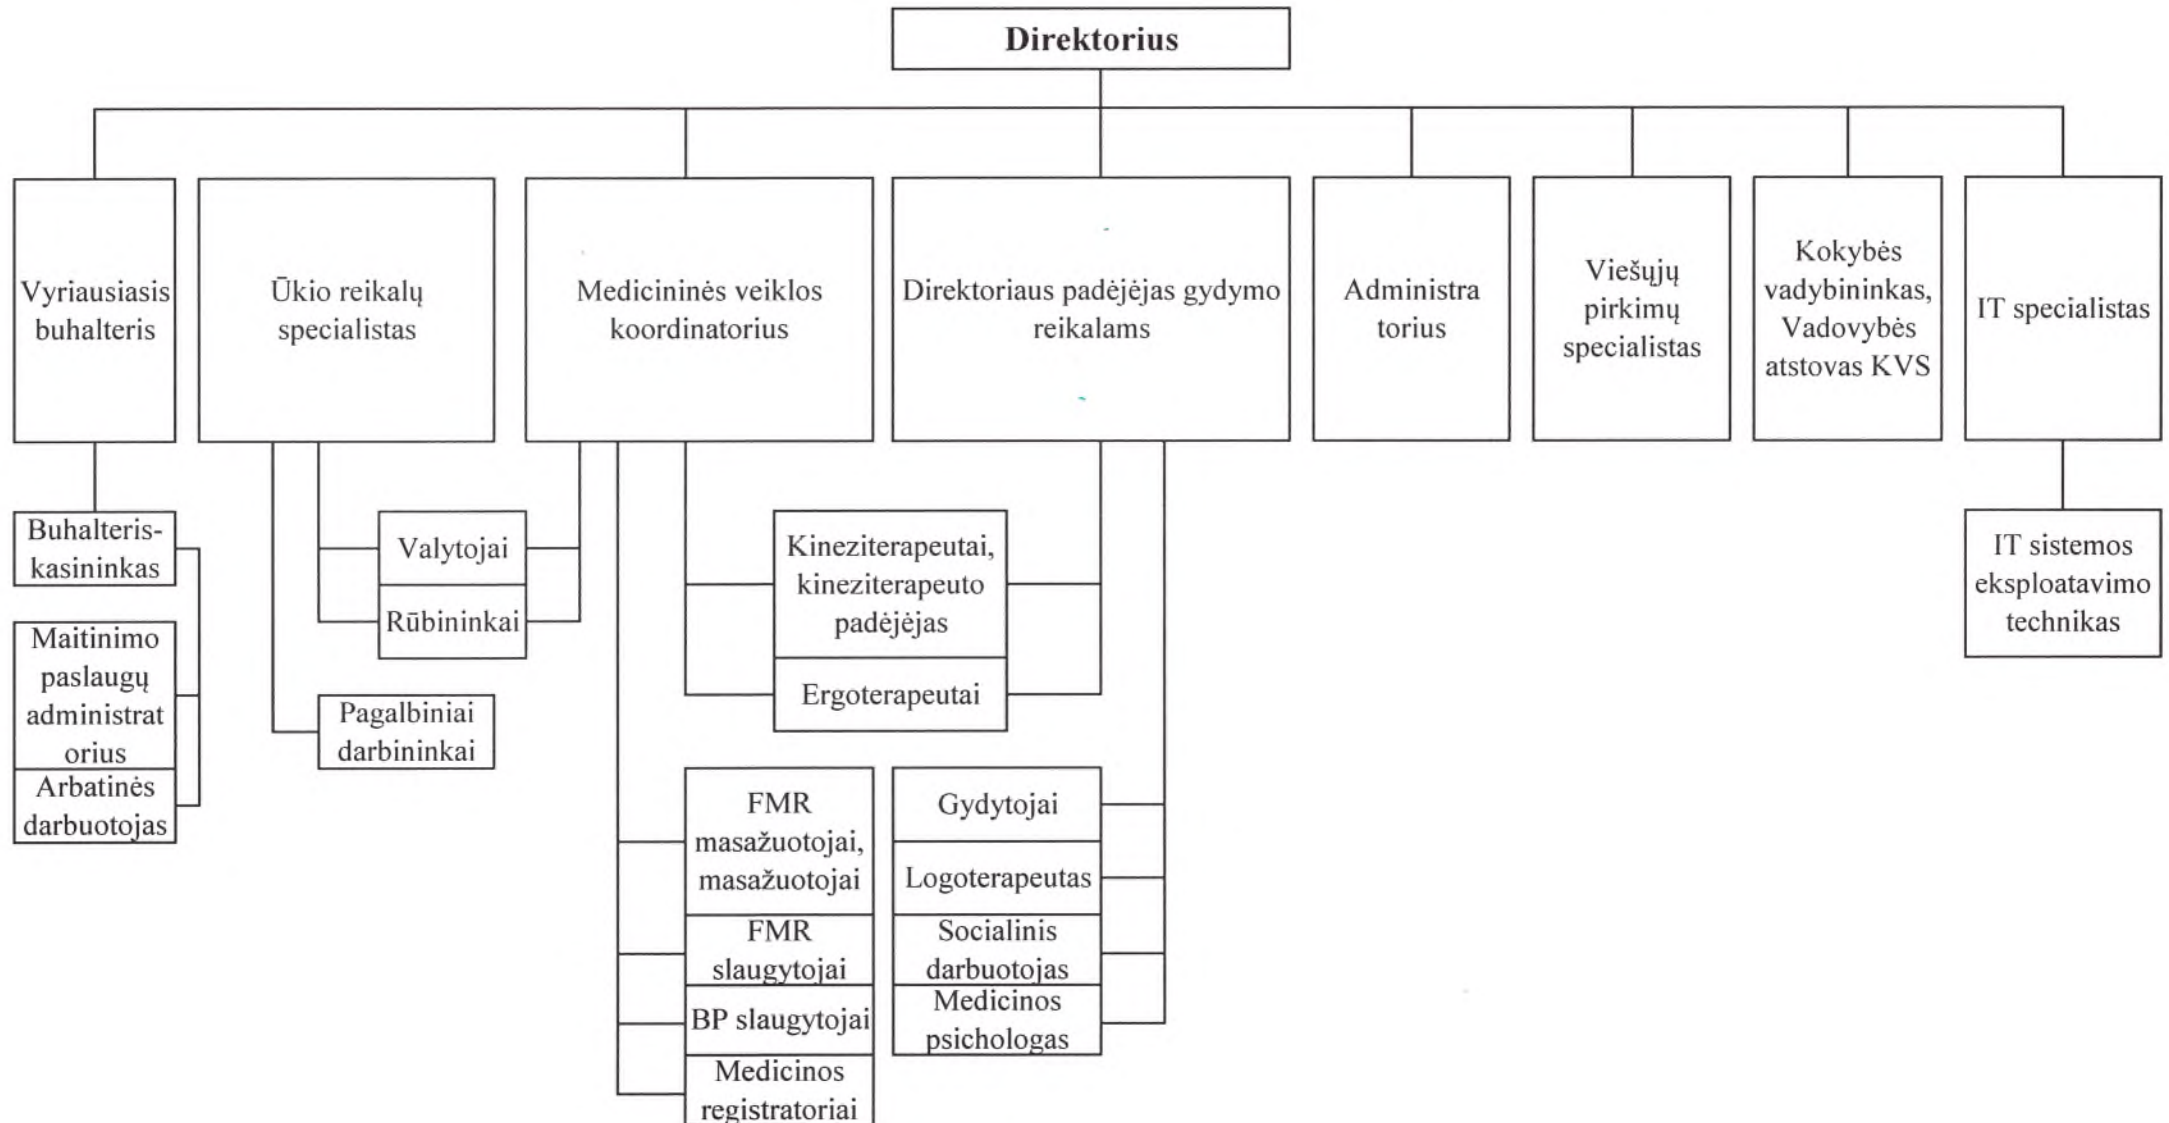 Direktorius
Vyriausiasis
buhalteris
Ūkio reikalų
specialistas
Medicininės veiklos
koordinatorius
Direktoriaus padėjėjas gydymo
reikalams
Administra
torius
Viešųjų
pirkimų
specialistas
Kokybės
vadybininkas,
Vadovybės
atstovas KVS
IT specialistas
Buhalteris-
kasininkas
Maitinimo
paslaugų
administrat
orius
Arbatinės
darbuotojas
Valytojai
Rūbininkai
Pagalbiniai
darbininkai
Kineziterapeutai,
kineziterapeuto
padėjėjas
Ergoterapeutai
FMR
masažuotojai,
masažuotojai
FMR
slaugytojai
BP slaugytojai
Medicinos
registratoriai
Gydytojai
Logoterapeutas
Socialinis
darbuotojas
Medicinos
psichologas
IT sistemos
eksploatavimo
technikas